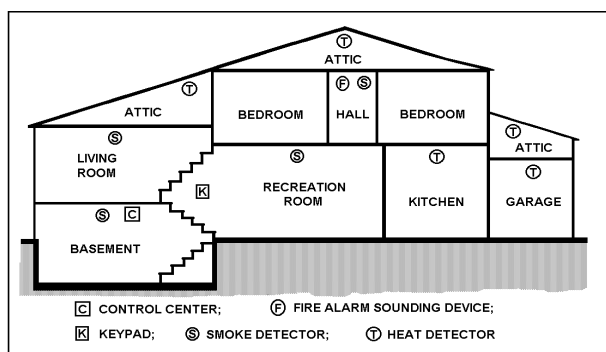 T
ATTIC
T
ATTIC
F S
BEDROOM HALL BEDROOM
S
LIVING
ROOM
T
ATTIC
S
K
RECREATION
ROOM
T
KITCHEN
T
GARAGE
S C
BASEMENT
C CONTROL CENTER; F FIRE ALARM SOUNDING DEVICE;
K KEYPAD; S SMOKE DETECTOR; T HEAT DETECTOR